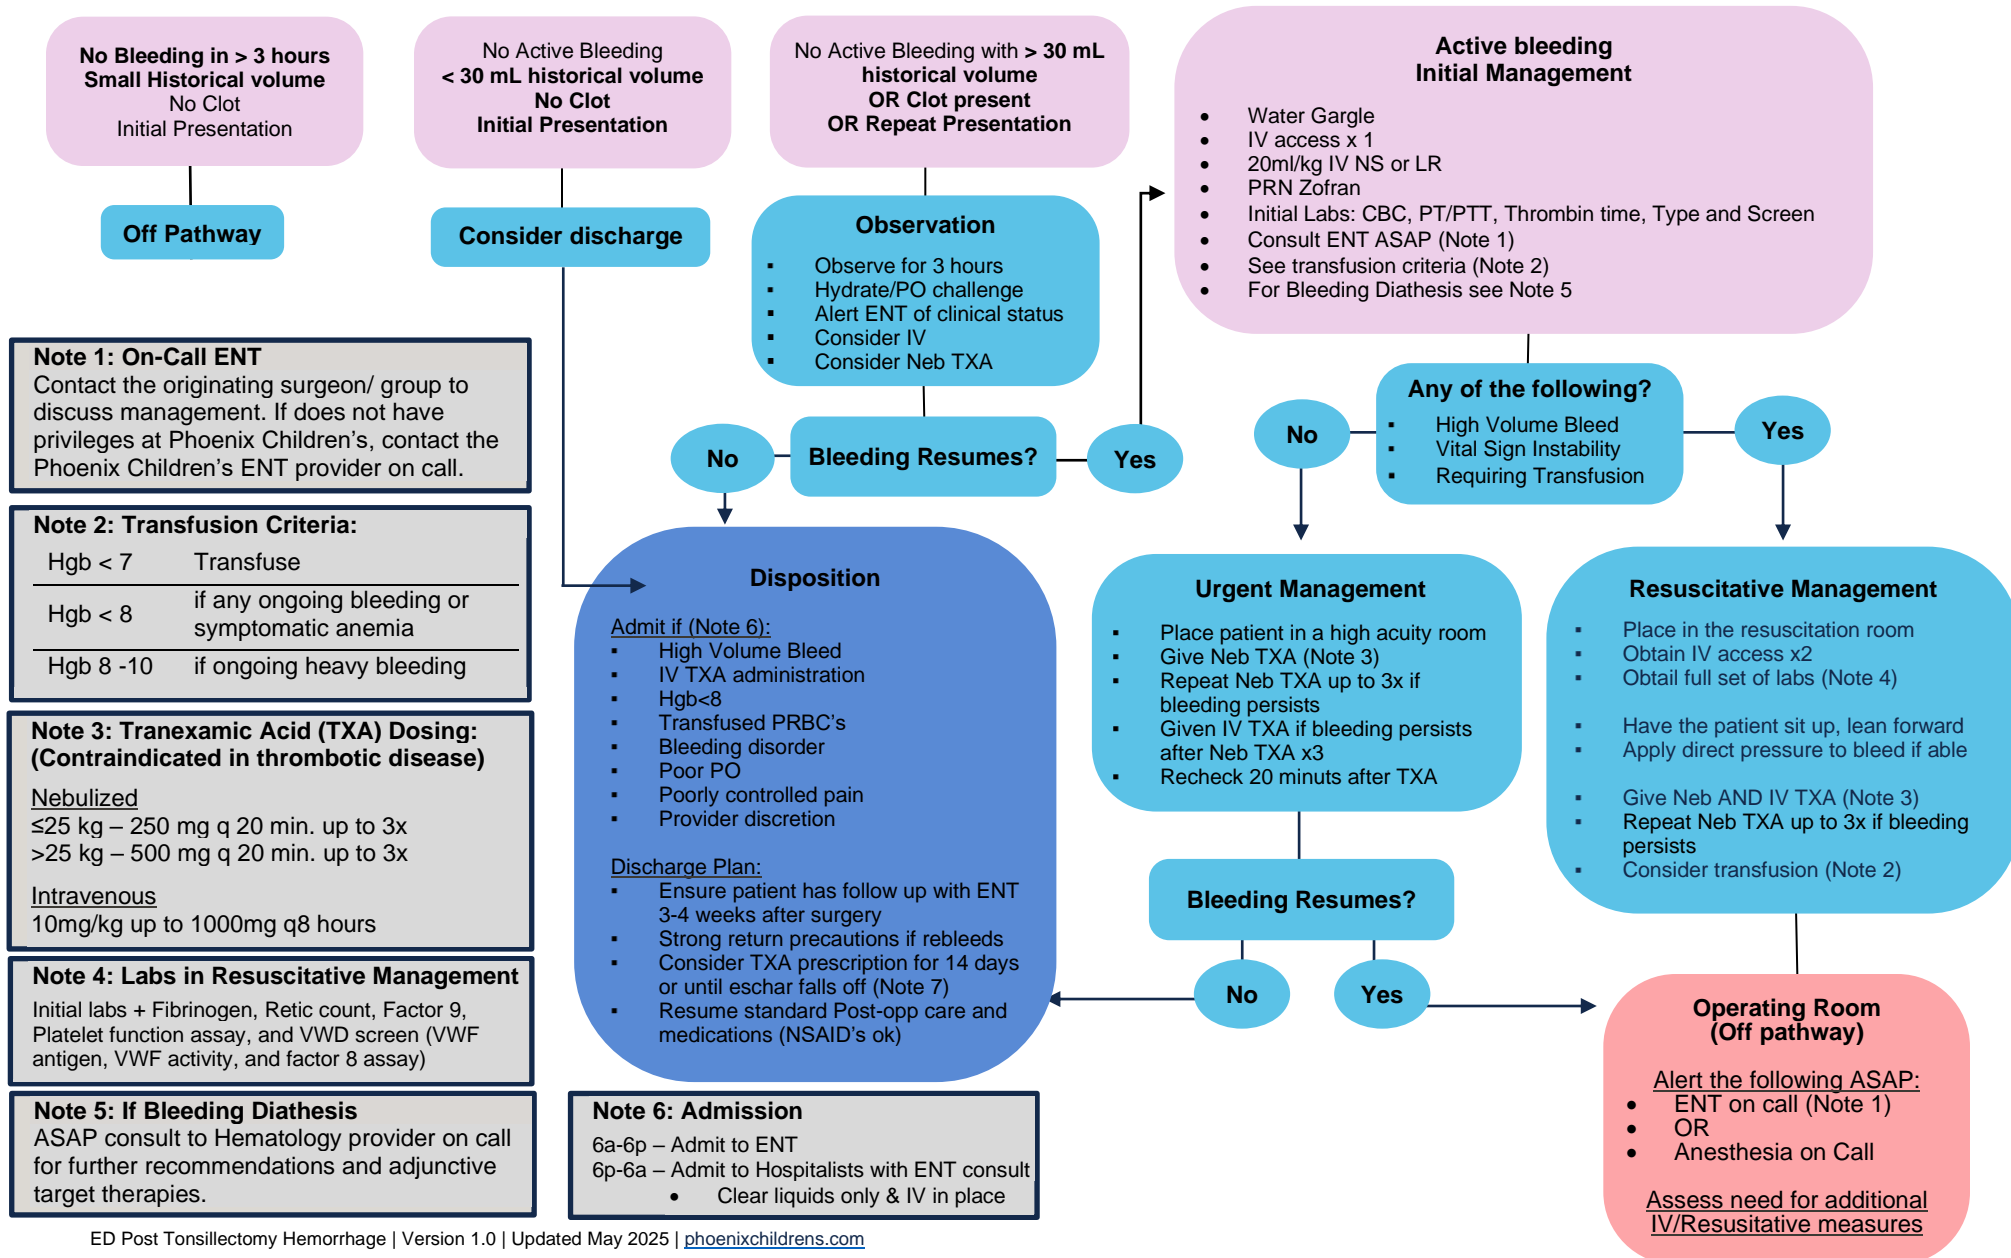 No Bleeding in > 3 hours
Small Historical volume
No Clot
Initial Presentation
Off Pathway
No Active Bleeding
< 30 mL historical volume
No Clot
Initial Presentation
Consider discharge
No Active Bleeding with > 30 mL
historical volume
OR Clot present
OR Repeat Presentation
Observation
▪ Observe for 3 hours
▪ Hydrate/PO challenge
▪ Alert ENT of clinical status
▪ Consider IV
▪ Consider Neb TXA
No
Bleeding Resumes?
Yes
Active bleeding
Initial Management
• Water Gargle
• IV access x 1
• 20ml/kg IV NS or LR
• PRN Zofran
• Initial Labs: CBC, PT/PTT, Thrombin time, Type and Screen
• Consult ENT ASAP (Note 1)
• See transfusion criteria (Note 2)
• For Bleeding Diathesis see Note 5
No
Any of the following?
▪ High Volume Bleed
▪ Vital Sign Instability
▪ Requiring Transfusion
Yes
Note 1: On-Call ENT
Contact the originating surgeon/ group to
discuss management. If does not have
privileges at Phoenix Children's, contact the
Phoenix Children's ENT provider on call.
Note 2: Transfusion Criteria:
Hgb < 7 Transfuse
Hgb < 8 if any ongoing bleeding or
symptomatic anemia
Hgb 8 -10 if ongoing heavy bleeding
Note 3: Tranexamic Acid (TXA) Dosing:
(Contraindicated in thrombotic disease)
Nebulized
≤25 kg – 250 mg q 20 min. up to 3x
>25 kg – 500 mg q 20 min. up to 3x
Intravenous
10mg/kg up to 1000mg q8 hours
Note 4: Labs in Resuscitative Management
Initial labs + Fibrinogen, Retic count, Factor 9,
Platelet function assay, and VWD screen (VWF
antigen, VWF activity, and factor 8 assay)
Note 5: If Bleeding Diathesis
ASAP consult to Hematology provider on call
for further recommendations and adjunctive
target therapies.
Disposition
Admit if (Note 6):
▪ High Volume Bleed
▪ IV TXA administration
▪ Hgb<8
▪ Transfused PRBC's
▪ Bleeding disorder
▪ Poor PO
▪ Poorly controlled pain
▪ Provider discretion
Discharge Plan:
▪ Ensure patient has follow up with ENT
3-4 weeks after surgery
▪ Strong return precautions if rebleeds
▪ Consider TXA prescription for 14 days
or until eschar falls off (Note 7)
▪ Resume standard Post-opp care and
medications (NSAID's ok)
Note 6: Admission
6a-6p – Admit to ENT
6p-6a – Admit to Hospitalists with ENT consult
• Clear liquids only & IV in place
Urgent Management
▪ Place patient in a high acuity room
▪ Give Neb TXA (Note 3)
▪ Repeat Neb TXA up to 3x if
bleeding persists
▪ Given IV TXA if bleeding persists
after Neb TXA x3
▪ Recheck 20 minuts after TXA
Bleeding Resumes?
No
Yes
Resuscitative Management
▪ Place in the resuscitation room
▪ Obtain IV access x2
▪ Obtail full set of labs (Note 4)
▪ Have the patient sit up, lean forward
▪ Apply direct pressure to bleed if able
▪ Give Neb AND IV TXA (Note 3)
▪ Repeat Neb TXA up to 3x if bleeding
persists
▪ Consider transfusion (Note 2)
Operating Room
(Off pathway)
Alert the following ASAP:
• ENT on call (Note 1)
• OR
• Anesthesia on Call
Assess need for additional
IV/Resusitative measures
ED Post Tonsillectomy Hemorrhage | Version 1.0 | Updated May 2025 | phoenixchildrens.com